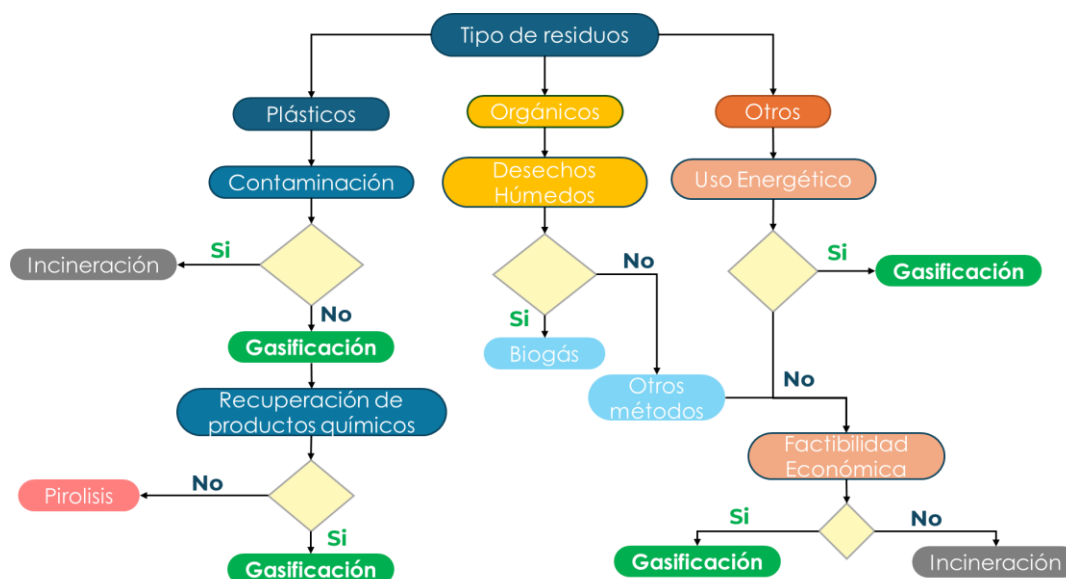 Tipo de residuos
Plásticos
Orgánicos
Otros
Contaminación
Desechos
Húmedos
Uso Energético
Si
Incineración
No
Si
Gasificación
No
Si
Gasificación
Biogás
Otros
métodos
No
Recuperación de
productos químicos
Factibilidad
Económica
No
Pirolisis
Si
Gasificación
Si
No
Gasificación
Incineración